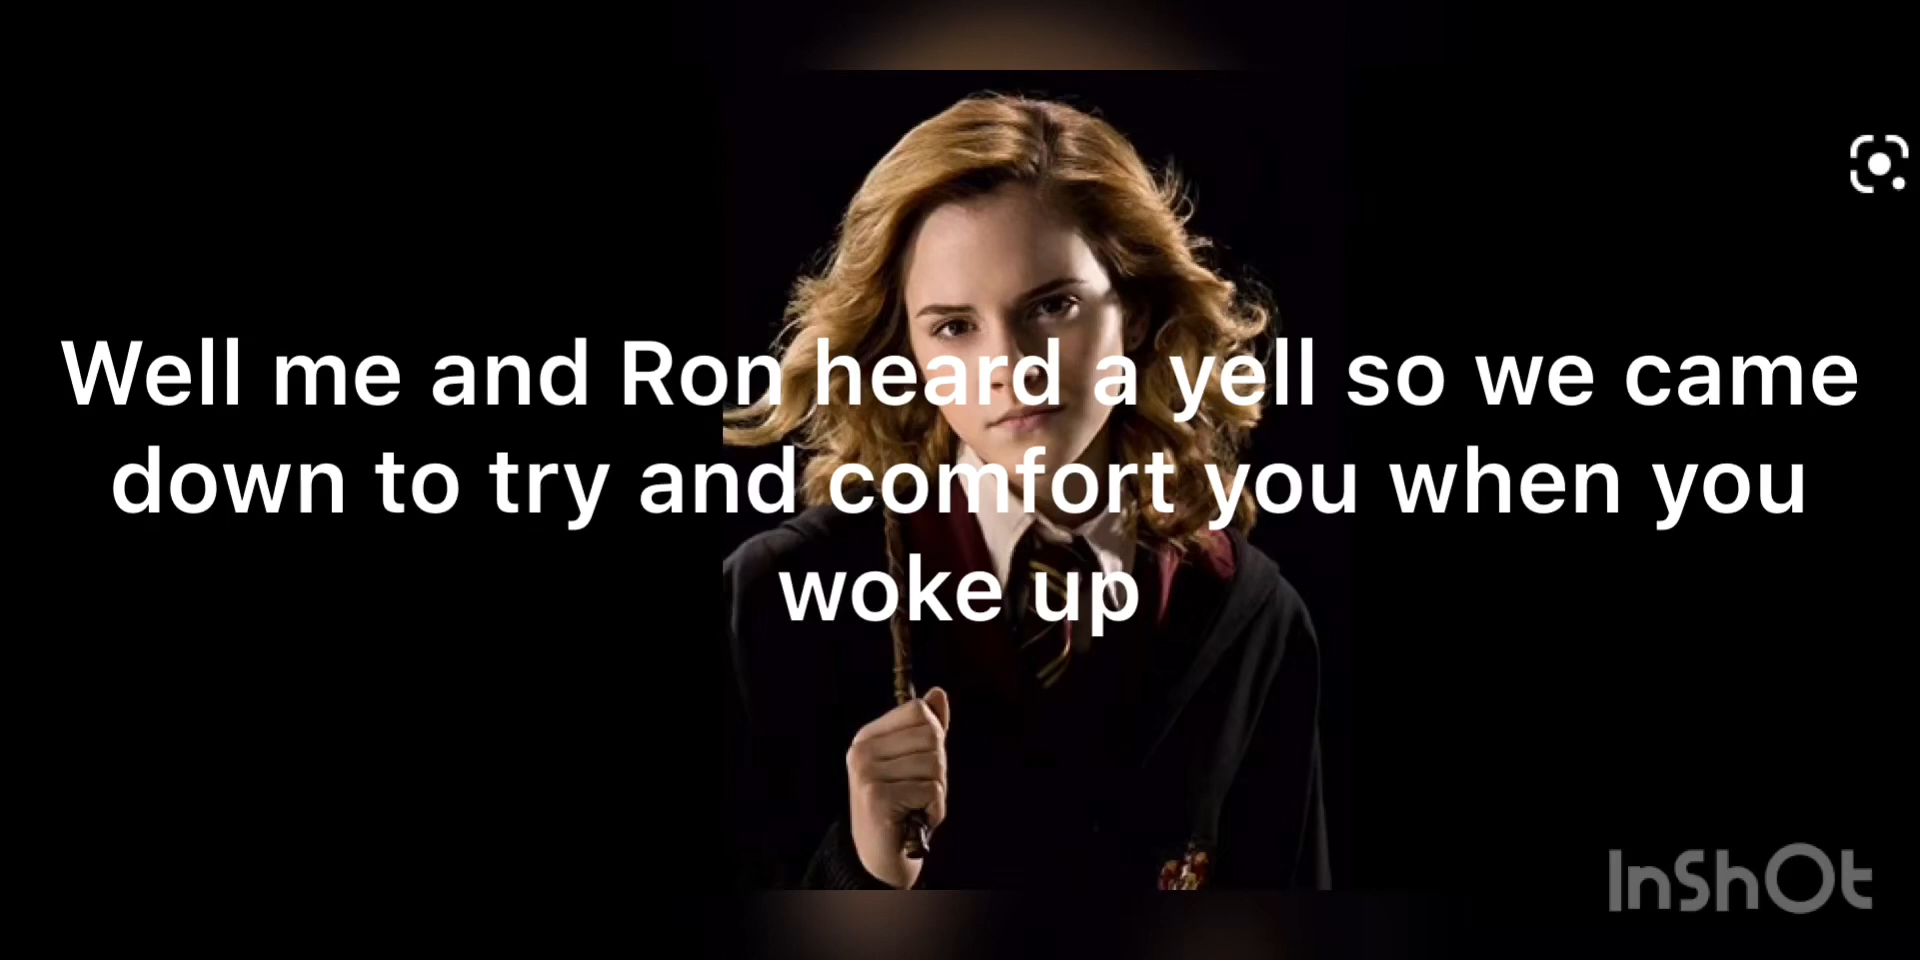 Well me and Ron heard a yell so we came
down to try and comfort you when you
woke up
InShOt